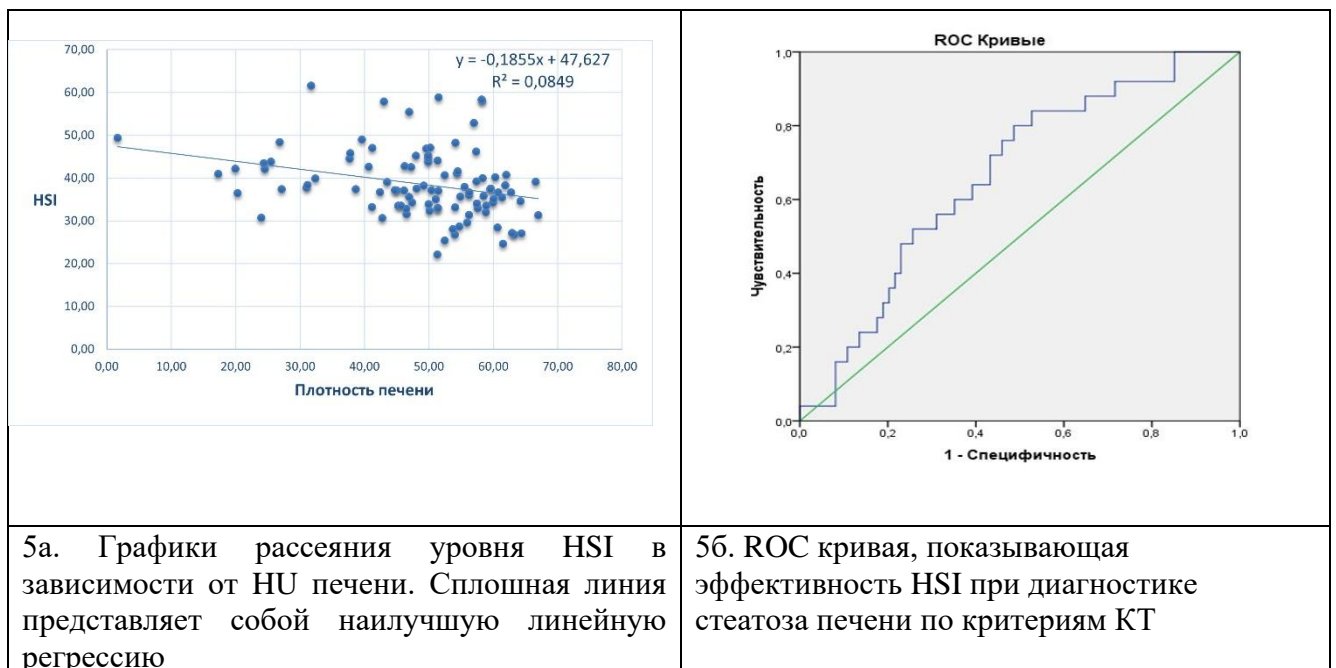 70,00
y = -0,1855x + 47,627
R² = 0,0849
60,00
50,00
40,00
HSI
30,00
20,00
10,00
0,00
0,00 10,00 20,00 30,00 40,00 50,00 60,00 70,00 80,00
Плотность печени
ROC Кривые
1,0
0,8
0,6
0,4
0,2
0,0
Чувствительность
0,0 0,2 0,4 0,6 0,8 1,0
1 - Специфичность
5а. Графики рассеяния уровня HSI в
зависимости от HU печени. Сплошная линия
представляет собой наилучшую линейную
регрессию
5б. ROC кривая, показывающая
эффективность HSI при диагностике
стеатоза печени по критериям КТ